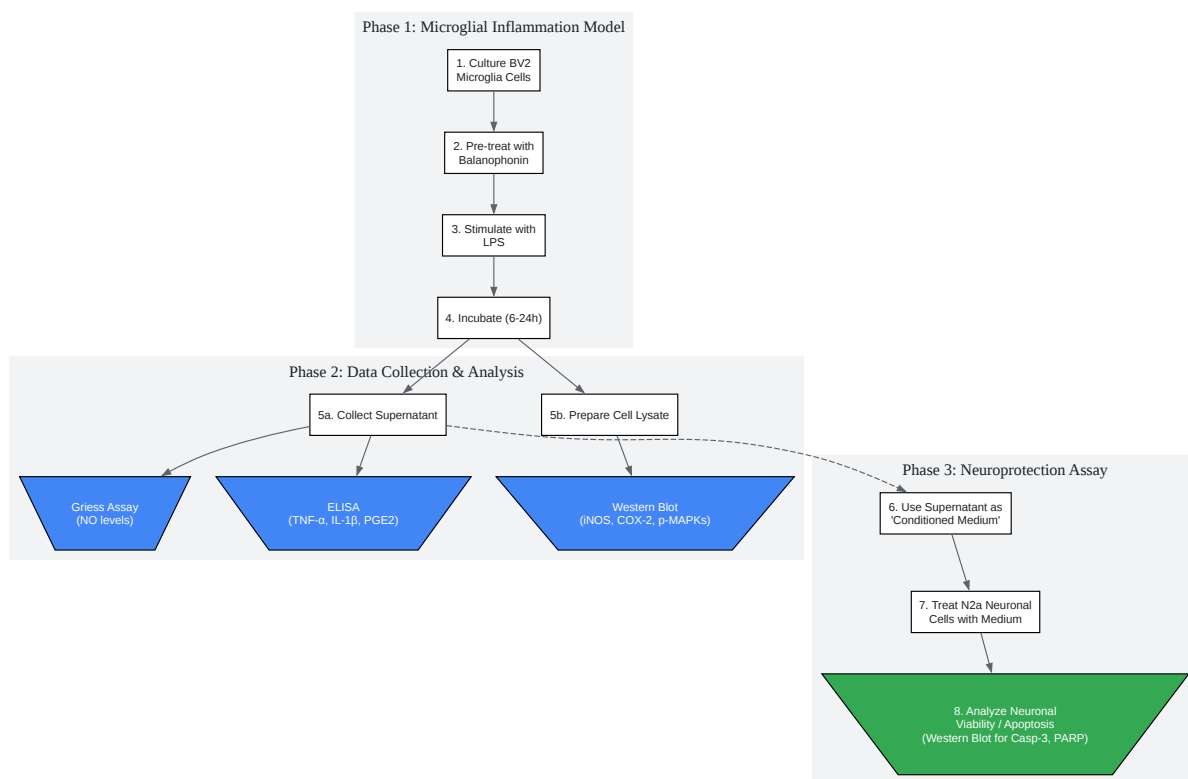 Phase 1: Microglial Inflammation Model
1. Culture BV2
Microglia Cells
2. Pre-treat with
Balanophonin
3. Stimulate with
LPS
4. Incubate (6-24h)
Phase 2: Data Collection & Analysis
5a. Collect Supernatant
5b. Prepare Cell Lysate
Griess Assay
(NO levels)
ELISA
(TNF-α, IL-1β, PGE2)
Western Blot
(iNOS, COX-2, p-MAPKs)
Phase 3: Neuroprotection Assay
6. Use Supernatant as
'Conditioned Medium'
7. Treat N2a Neuronal
Cells with Medium
8. Analyze Neuronal
Viability / Apoptosis
(Western Blot for Casp-3, PARP)